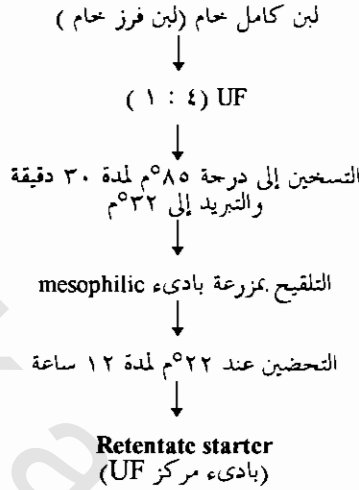 لبن كامل خام (لبن فرز خام )
( ١ : ٤) UF
التسخين إلى درجة ٨٥°م لمدة ٣٠ دقيقة
والتبريد إلى ٣٢°م
التلقيح بمزرعة بادىء mesophilic
التحضين عند ٢٢°م لمدة ١٢ ساعة
Retentate starter
(بادىء مركز UF)